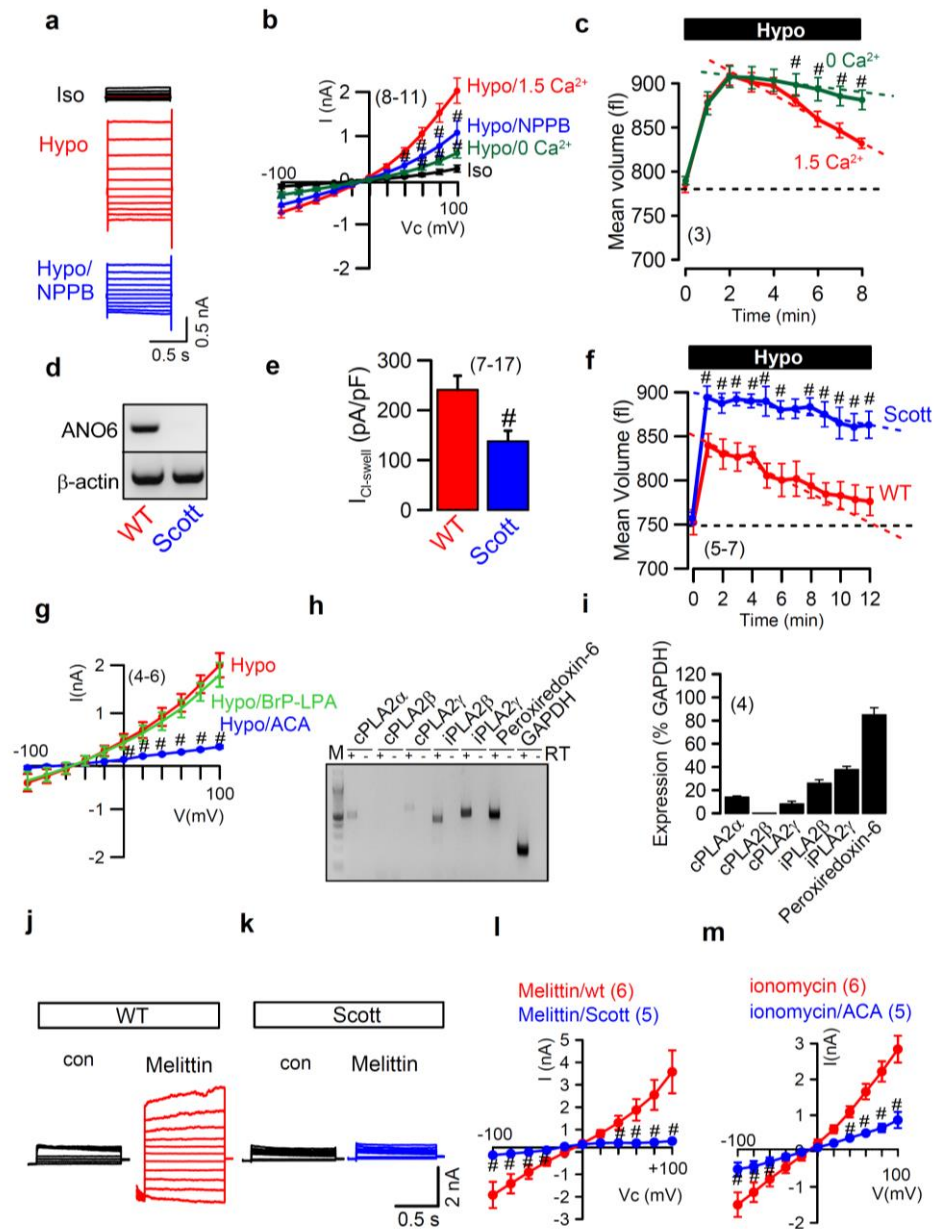 a
Iso
Hypo
Hypo/
NPPB
0.5 s
0.5 nA
b
I (nA)
2
1
-1
-2
-100
100
Vc (mV)
(8-11)
Hypo/1.5 Ca²⁺
Hypo/NPPB
Hypo/0 Ca²⁺
Iso
# # # #
# # # #
c
Hypo
Mean volume (fl)
900
850
800
750
700
0 2 4 6 8
Time (min)
0 Ca²⁺
1.5 Ca²⁺
# # # #
(3)
d
ANO6
β-actin
WT
Scott
e
I Cl-swell (pA/pF)
400
300
200
100
0
(7-17)
#
WT
Scott
f
Hypo
Mean Volume (fl)
900
850
800
750
700
0 2 4 6 8 10 12
Time (min)
# # # # # # # # # # # #
Scott
WT
(5-7)
g
I(nA)
2
1
-1
-2
-100
100
V(mV)
(4-6)
Hypo
Hypo/BrP-LPA
Hypo/ACA
# # # # # # # #
h
cPLA2α
cPLA2β
cPLA2γ
iPLA2β
iPLA2γ
Peroxiredoxin-6
GAPDH
M + - + - + - + - + - + - + - RT
i
Expression (% GAPDH)
120
100
80
60
40
20
0
(4)
cPLA2α
cPLA2β
cPLA2γ
iPLA2β
iPLA2γ
Peroxiredoxin-6
j
WT
con
Melittin
k
Scott
con
Melittin
0.5 s
2 nA
l
Melittin/wt (6)
Melittin/Scott (5)
I (nA)
5
4
3
2
1
-1
-2
-3
-100
+100
Vc (mV)
# # # # # # # # #
m
ionomycin (6)
ionomycin/ACA (5)
I(nA)
3
2
1
-1
-2
-100
100
V(mV)
# # # # # # #